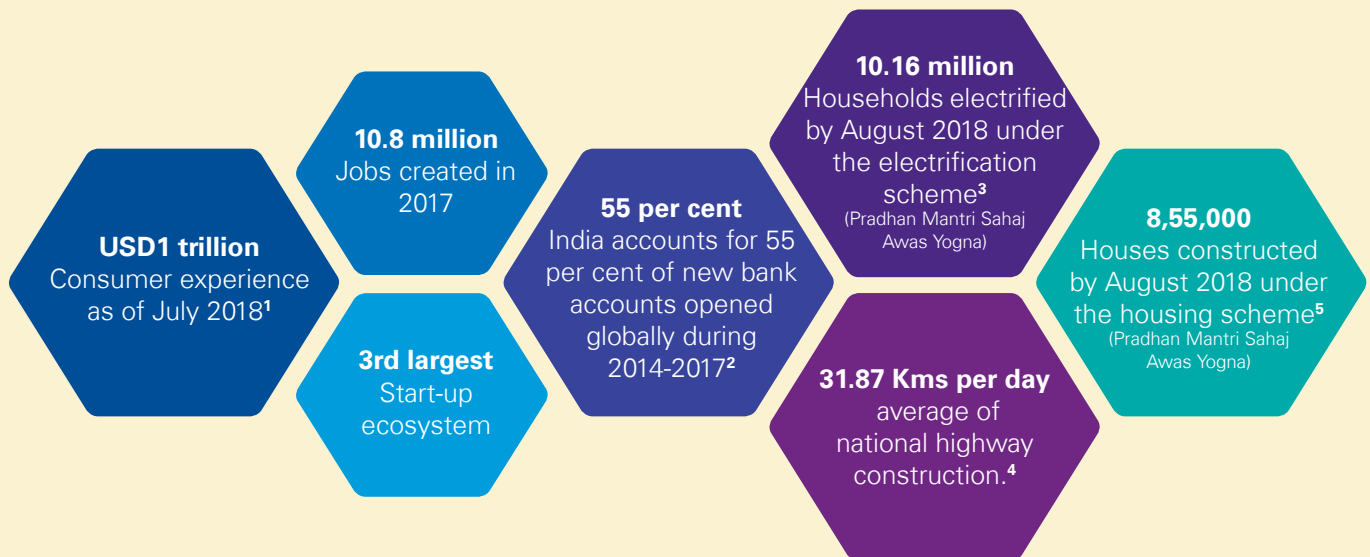 USD1 trillion
Consumer experience
as of July 2018¹
10.8 million
Jobs created in
2017
3rd largest
Start-up
ecosystem
55 per cent
India accounts for 55
per cent of new bank
accounts opened
globally during
2014-2017²
10.16 million
Households electrified
by August 2018 under
the electrification
scheme³
(Pradhan Mantri Sahaj
Awas Yogna)
31.87 Kms per day
average of
national highway
construction.⁴
8,55,000
Houses constructed
by August 2018 under
the housing scheme⁵
(Pradhan Mantri Sahaj
Awas Yogna)